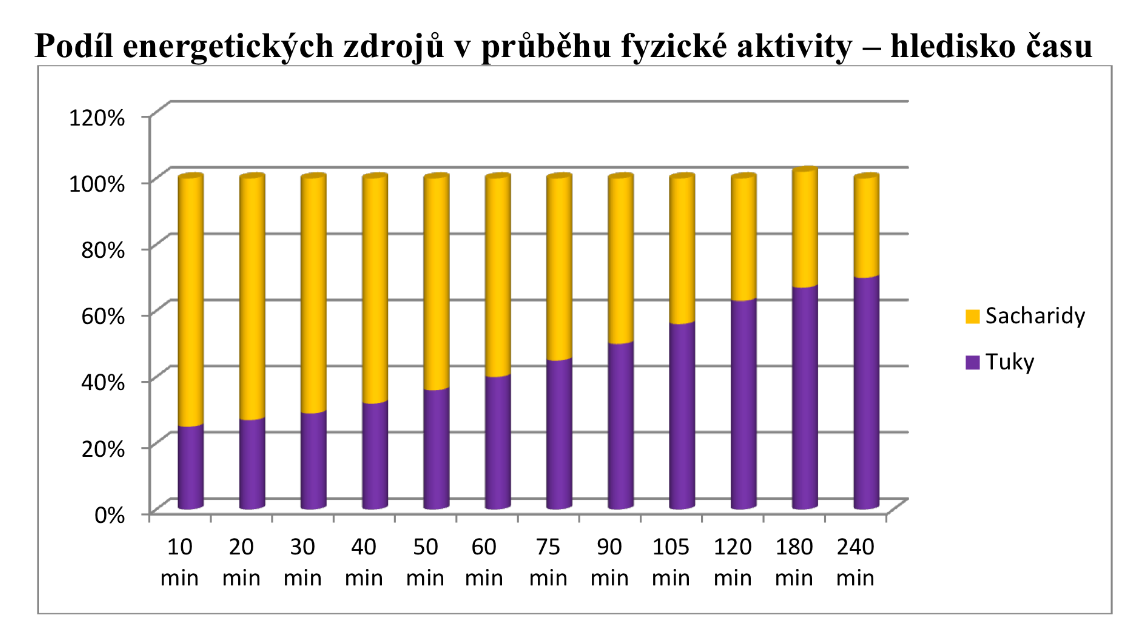 Podíl energetických zdrojů v průběhu fyzické aktivity – hledisko času
120%
100%
80%
60%
40%
20%
0%
10 min
20 min
30 min
40 min
50 min
60 min
75 min
90 min
105 min
120 min
180 min
240 min
Sacharidy
Tuky